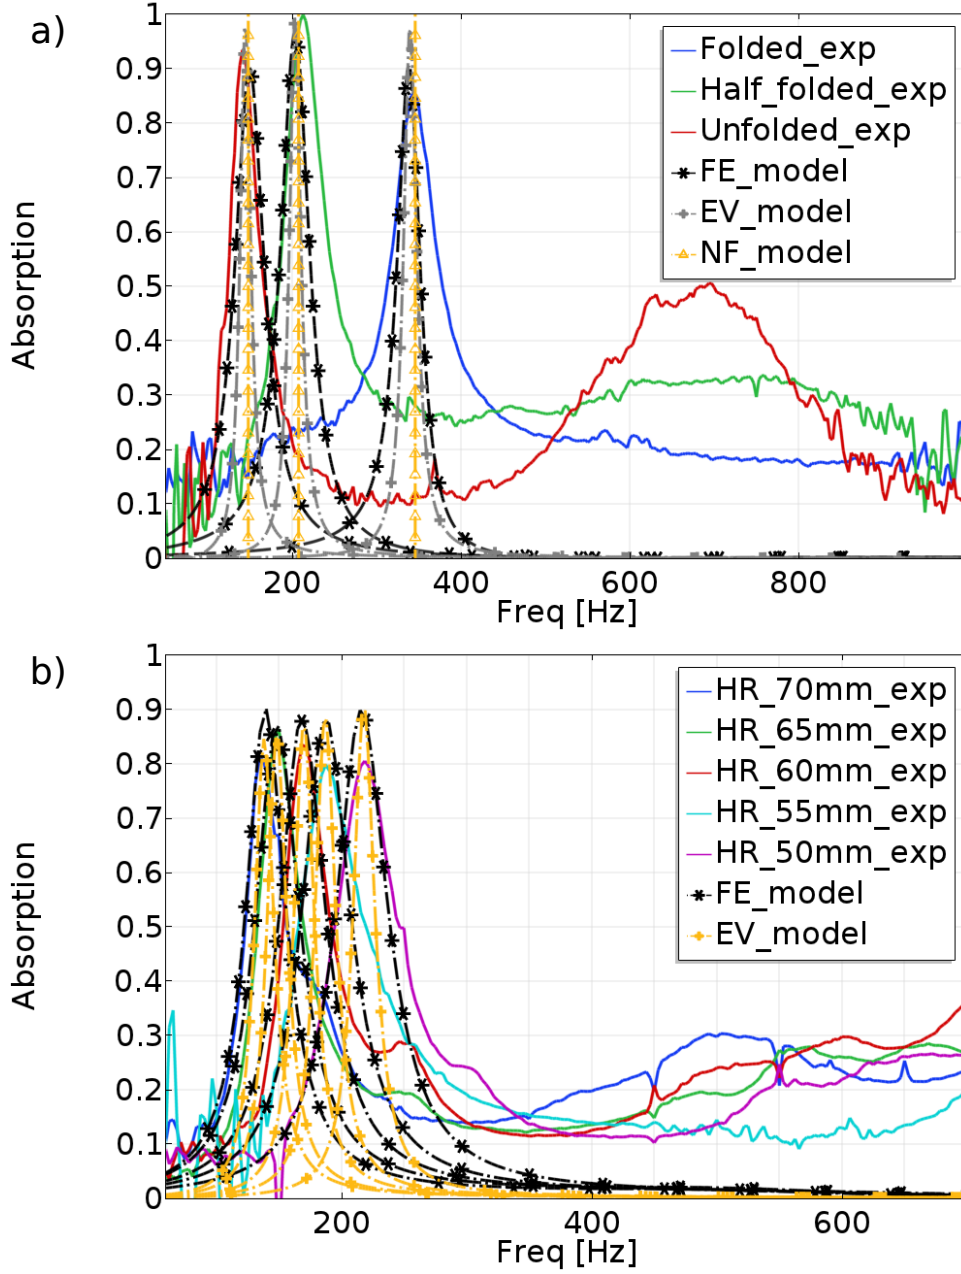 a)
1
0.9
0.8
0.7
0.6
0.5
0.4
0.3
0.2
0.1
0
Absorption
200
400
600
800
Freq [Hz]
Folded_exp
Half_folded_exp
Unfolded_exp
FE_model
EV_model
NF_model
b)
1
0.9
0.8
0.7
0.6
0.5
0.4
0.3
0.2
0.1
0
Absorption
200
400
600
Freq [Hz]
HR_70mm_exp
HR_65mm_exp
HR_60mm_exp
HR_55mm_exp
HR_50mm_exp
FE_model
EV_model